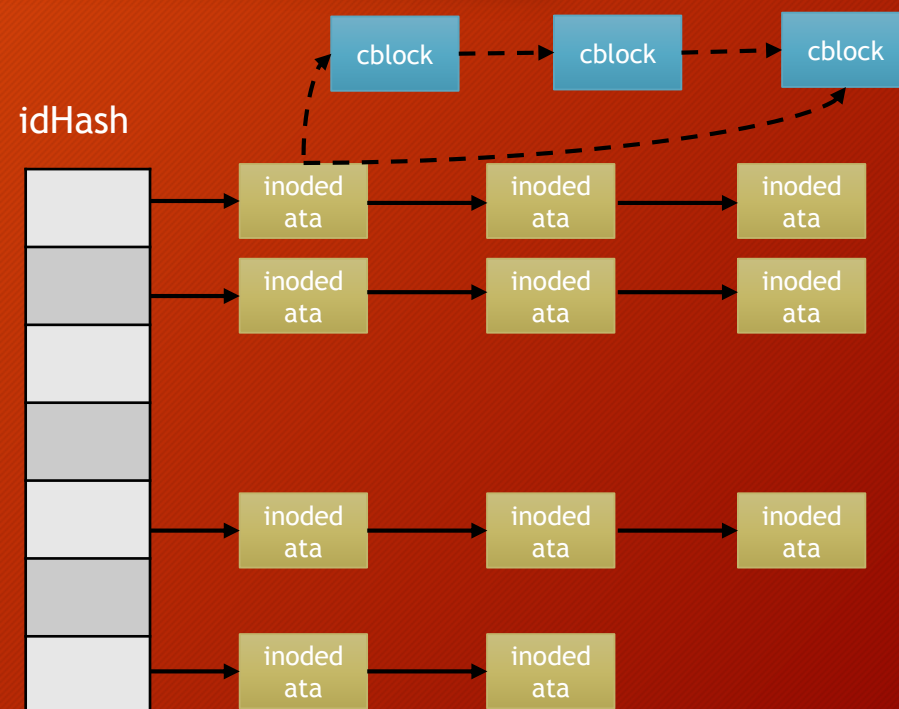 cblock
cblock
cblock
idHash
inoded
ata
inoded
ata
inoded
ata
inoded
ata
inoded
ata
inoded
ata
inoded
ata
inoded
ata
inoded
ata
inoded
ata
inoded
ata